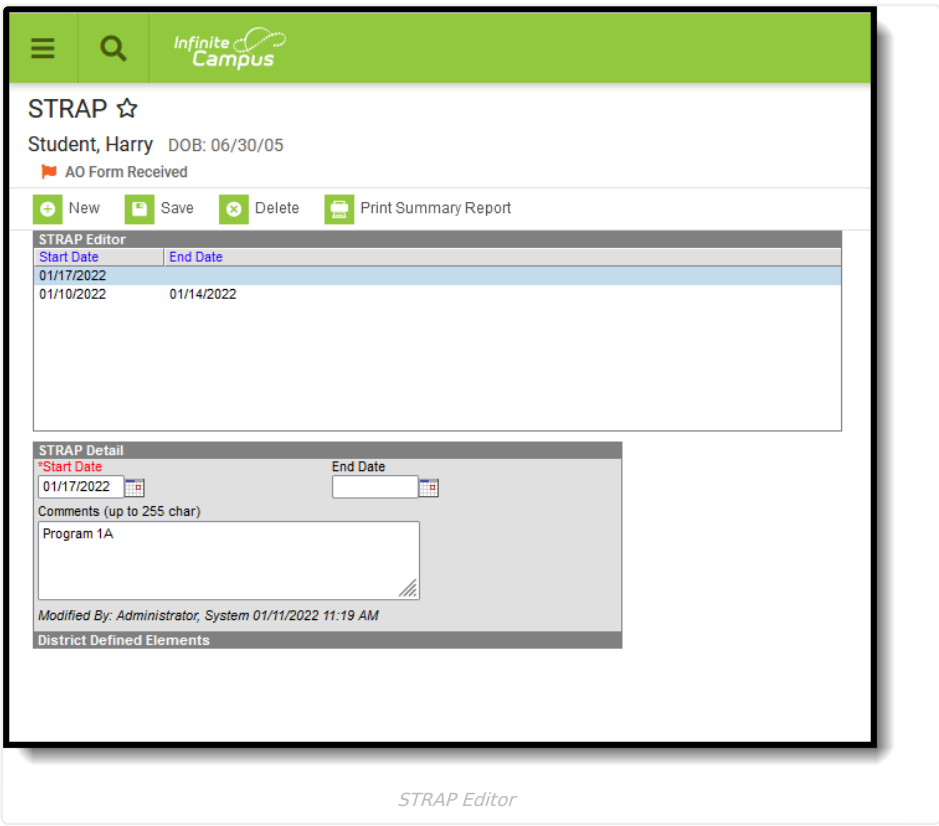 Infinite
Campus
STRAP
Student, Harry DOB: 06/30/05
AO Form Received
New Save Delete Print Summary Report
STRAP Editor
Start Date End Date
01/17/2022
01/10/2022 01/14/2022
STRAP Detail
*Start Date End Date
01/17/2022
Comments (up to 255 char)
Program 1A
Modified By: Administrator, System 01/11/2022 11:19 AM
District Defined Elements
STRAP Editor